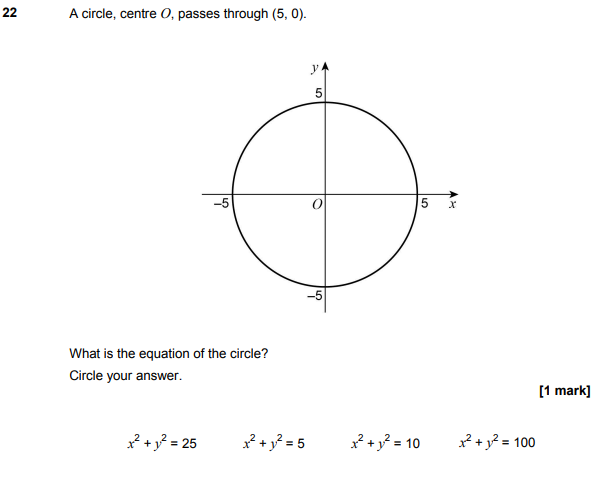 22 A circle, centre O, passes through (5, 0).
y
5
–5 O 5 x
–5
What is the equation of the circle?
Circle your answer.
[1 mark]
x² + y² = 25 x² + y² = 5 x² + y² = 10 x² + y² = 100